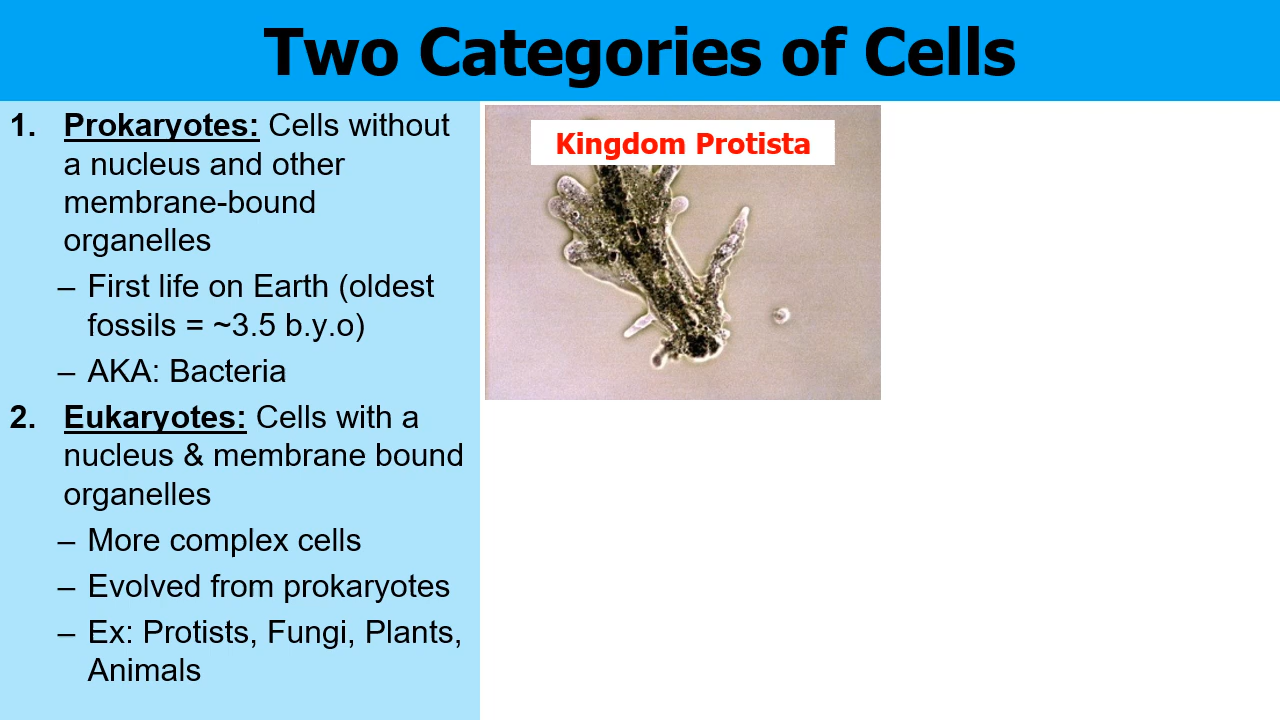 Two Categories of Cells
1. Prokaryotes: Cells without
a nucleus and other
membrane-bound
organelles
– First life on Earth (oldest
fossils = ~3.5 b.y.o)
– AKA: Bacteria
2. Eukaryotes: Cells with a
nucleus & membrane bound
organelles
– More complex cells
– Evolved from prokaryotes
– Ex: Protists, Fungi, Plants,
Animals
Kingdom Protista